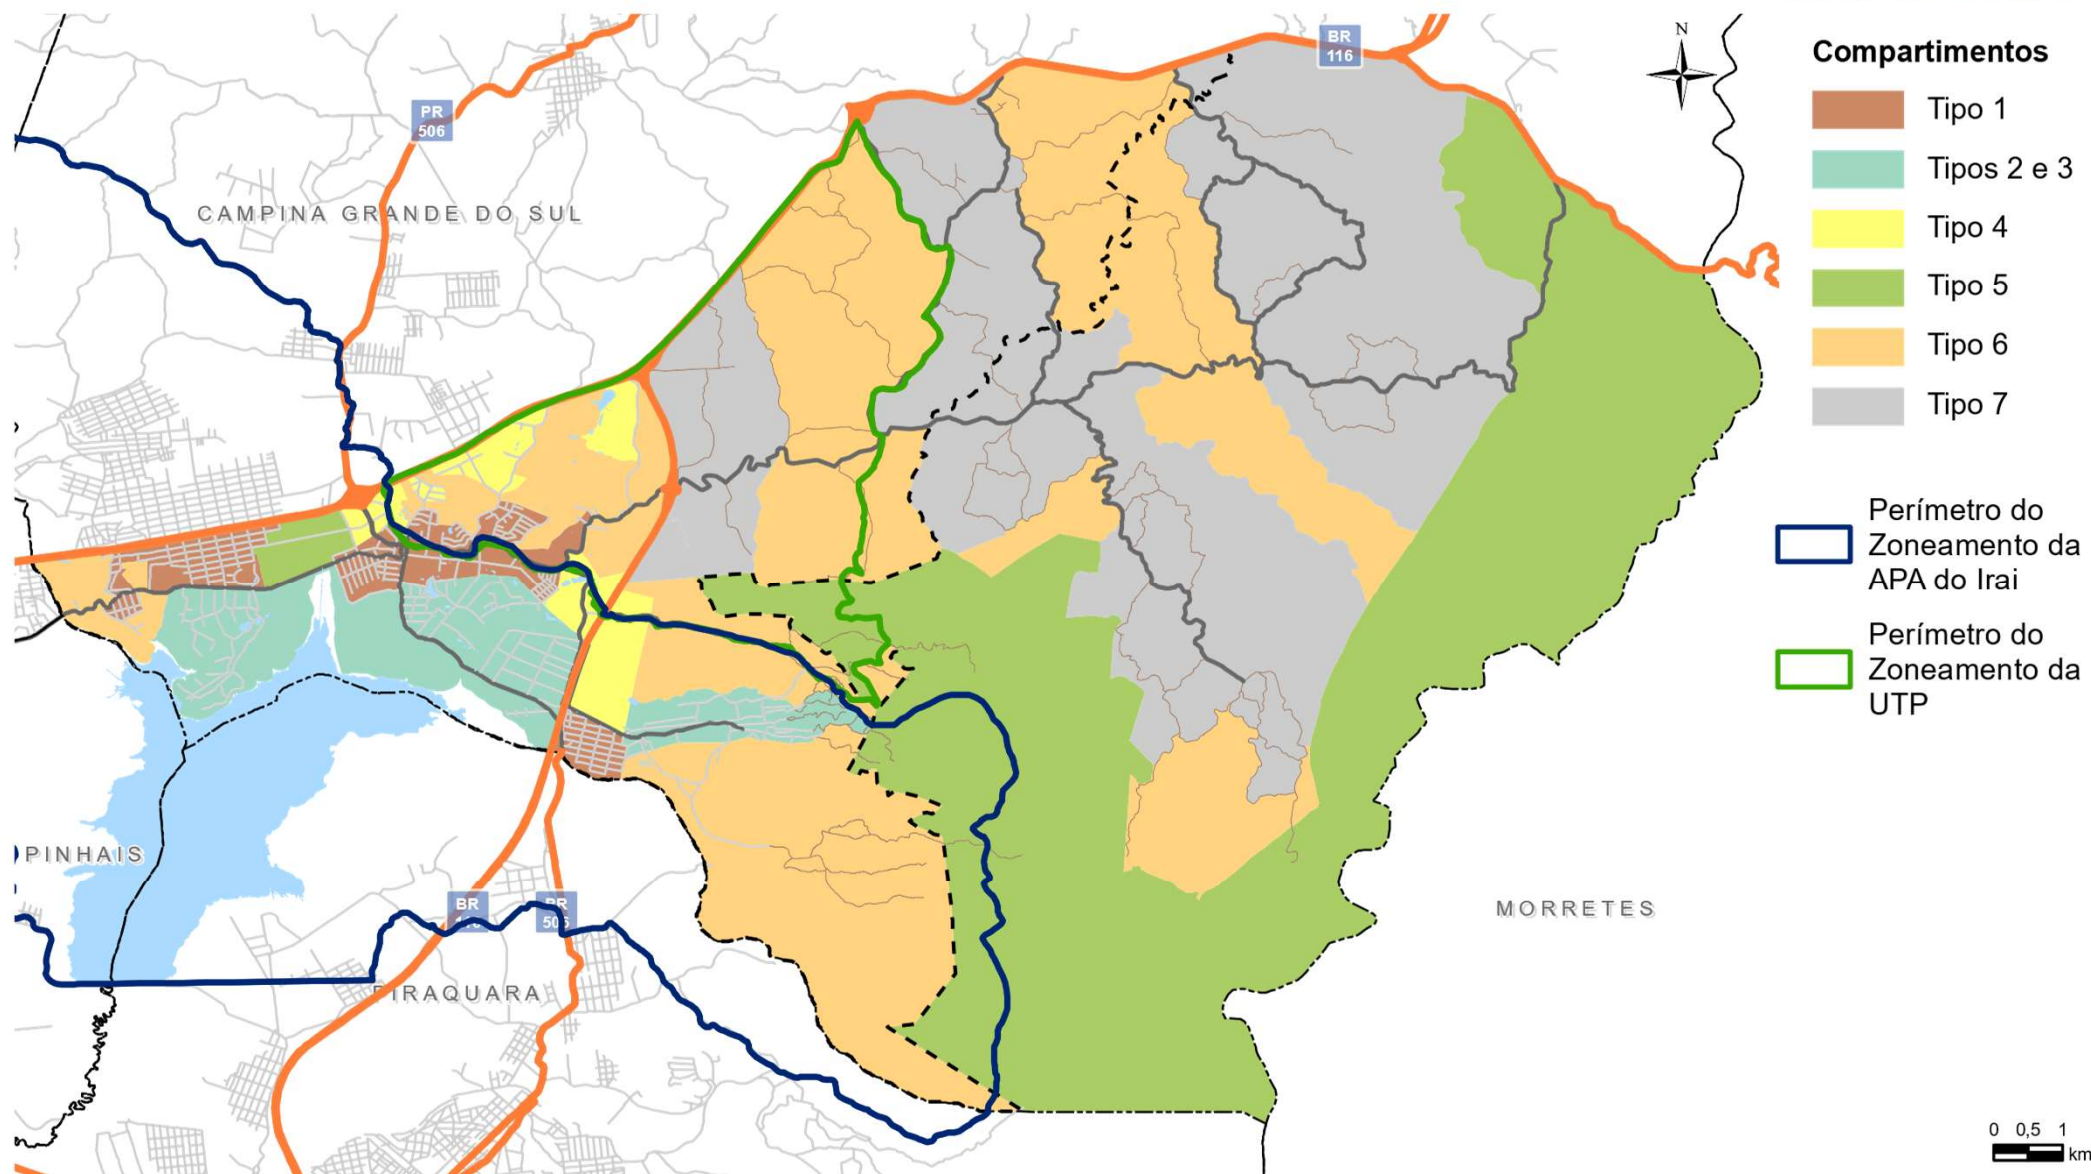 BR
116
N
PR
506
CAMPINA GRANDE DO SUL
Compartimentos
Tipo 1
Tipos 2 e 3
Tipo 4
Tipo 5
Tipo 6
Tipo 7
Perímetro do
Zoneamento da
APA do Irai
Perímetro do
Zoneamento da
UTP
PINHAIS
BR
PIRAQUARA
MORRETES
0 0,5 1
km